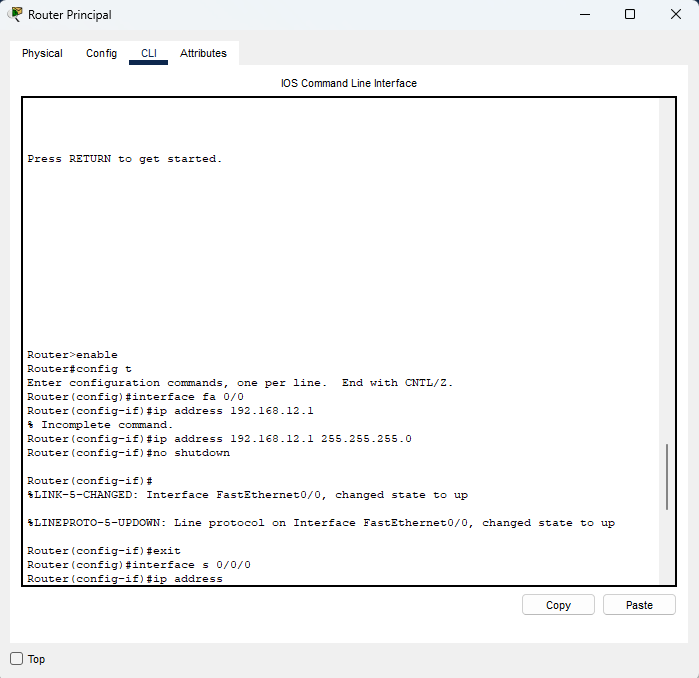 Router Principal
Physical Config CLI Attributes
IOS Command Line Interface
Press RETURN to get started.
Router>enable
Router#config t
Enter configuration commands, one per line.  End with CNTL/Z.
Router(config)#interface fa 0/0
Router(config-if)#ip address 192.168.12.1
% Incomplete command.
Router(config-if)#ip address 192.168.12.1 255.255.255.0
Router(config-if)#no shutdown
Router(config-if)#
%LINK-5-CHANGED: Interface FastEthernet0/0, changed state to up
%LINEPROTO-5-UPDOWN: Line protocol on Interface FastEthernet0/0, changed state to up
Router(config-if)#exit
Router(config)#interface s 0/0/0
Router(config-if)#ip address
Copy Paste
Top